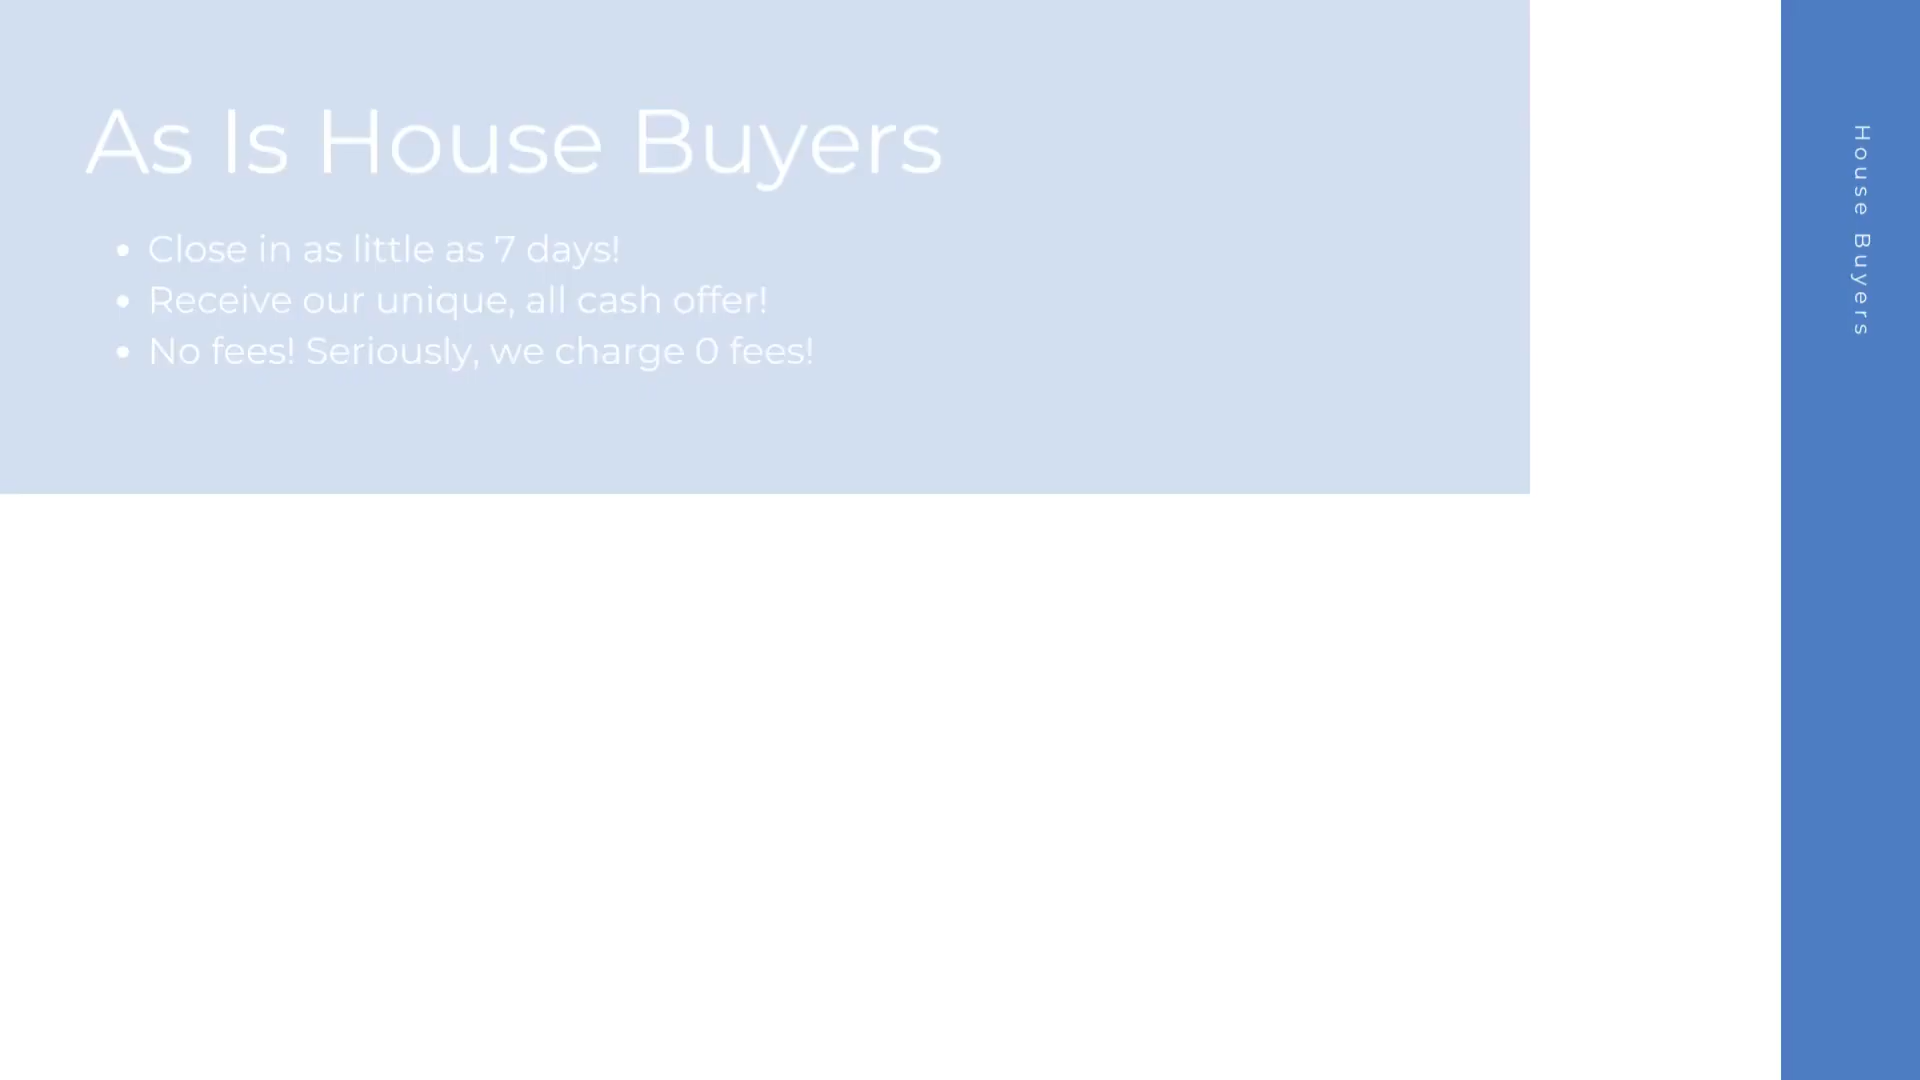 As Is House Buyers
• Close in as little as 7 days!
• Receive our unique, all cash offer!
• No fees! Seriously, we charge 0 fees!
House Buyers